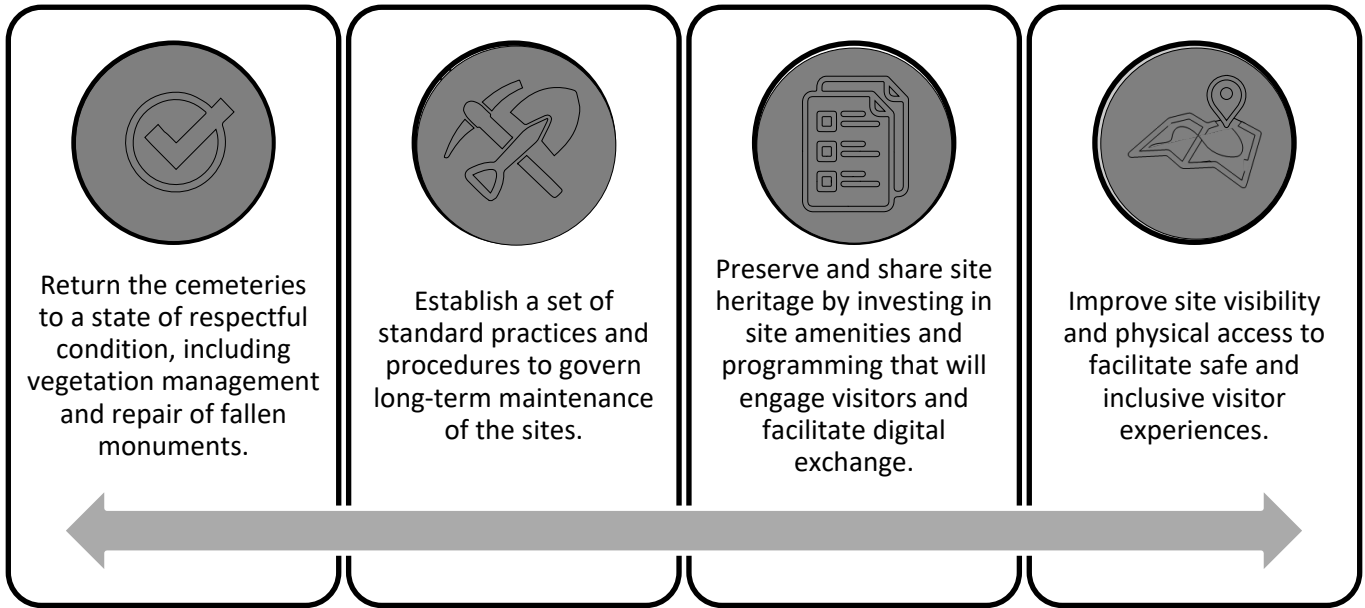 Return the cemeteries
to a state of respectful
condition, including
vegetation management
and repair of fallen
monuments.
Establish a set of
standard practices and
procedures to govern
long-term maintenance
of the sites.
Preserve and share site
heritage by investing in
site amenities and
programming that will
engage visitors and
facilitate digital
exchange.
Improve site visibility
and physical access to
facilitate safe and
inclusive visitor
experiences.